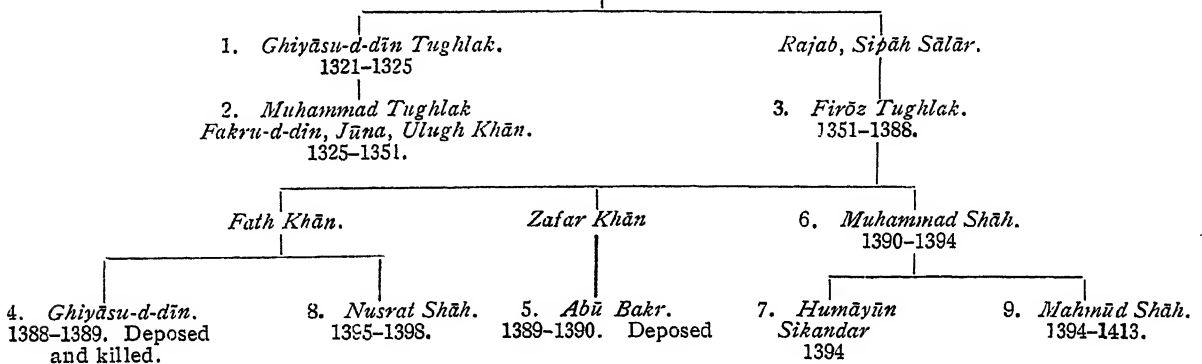 1. Ghiyāsu-d-dīn Tughlak.
1321–1325
Rajab, Sipāh Sālār.
2. Muhammad Tughlak
Fakru-d-din, Jūna, Ulugh Khān.
1325–1351.
3. Firōz Tughlak.
1351–1388.
Fath Khān.
Zafar Khān
6. Muhammad Shāh.
1390–1394
4. Ghiyāsu-d-dīn.
1388–1389. Deposed
and killed.
8. Nusrat Shāh.
1395–1398.
5. Abū Bakr.
1389–1390. Deposed
7. Humāyūn
Sikandar
1394
9. Mahmūd Shāh.
1394–1413.